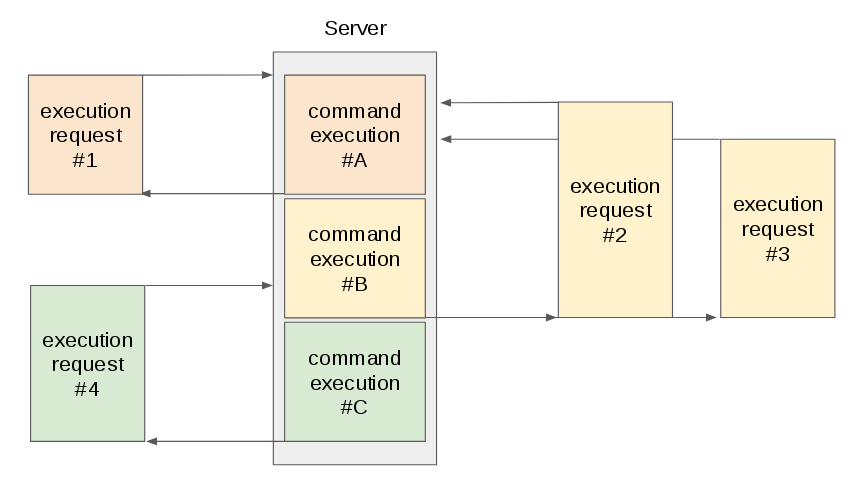 Server
execution
request
#1
command
execution
#A
execution
request
#2
execution
request
#3
command
execution
#B
execution
request
#4
command
execution
#C